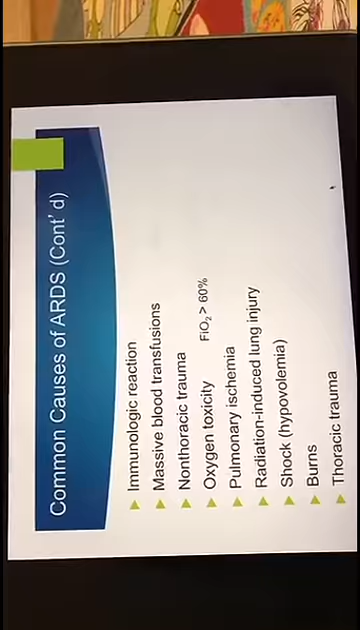 Common Causes of ARDS (Cont' d)
Immunologic reaction
Massive blood transfusions
Nonthoracic trauma
Oxygen toxicity FiO₂ > 60%
Pulmonary ischemia
Radiation-induced lung injury
Shock (hypovolemia)
Burns
Thoracic trauma